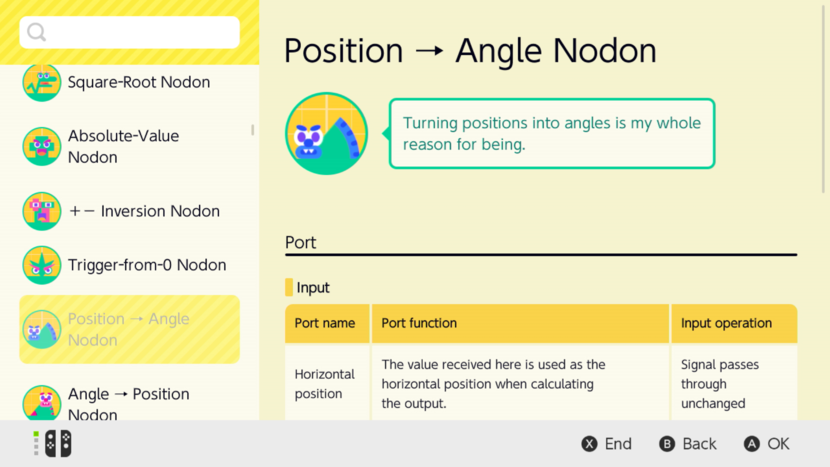 Square-Root Nodon
Absolute-Value
Nodon
+− Inversion Nodon
Trigger-from-0 Nodon
Position → Angle
Nodon
Angle → Position
Nodon
Position → Angle Nodon
Turning positions into angles is my whole
reason for being.
Port
Input
Port name Port function Input operation
Horizontal
position
The value received here is used as the
horizontal position when calculating
the output.
Signal passes
through
unchanged
X End B Back A OK